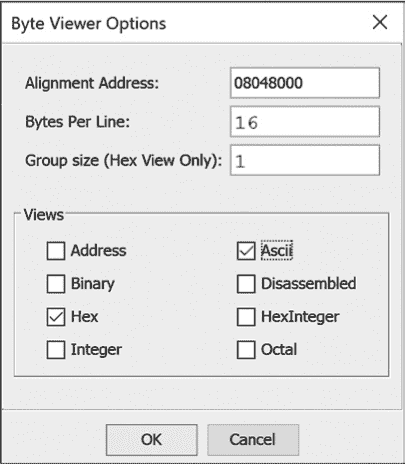 Byte Viewer Options
Alignment Address: 08048000
Bytes Per Line: 16
Group size (Hex View Only): 1
Views
Address Ascii
Binary Disassembled
Hex HexInteger
Integer Octal
OK Cancel